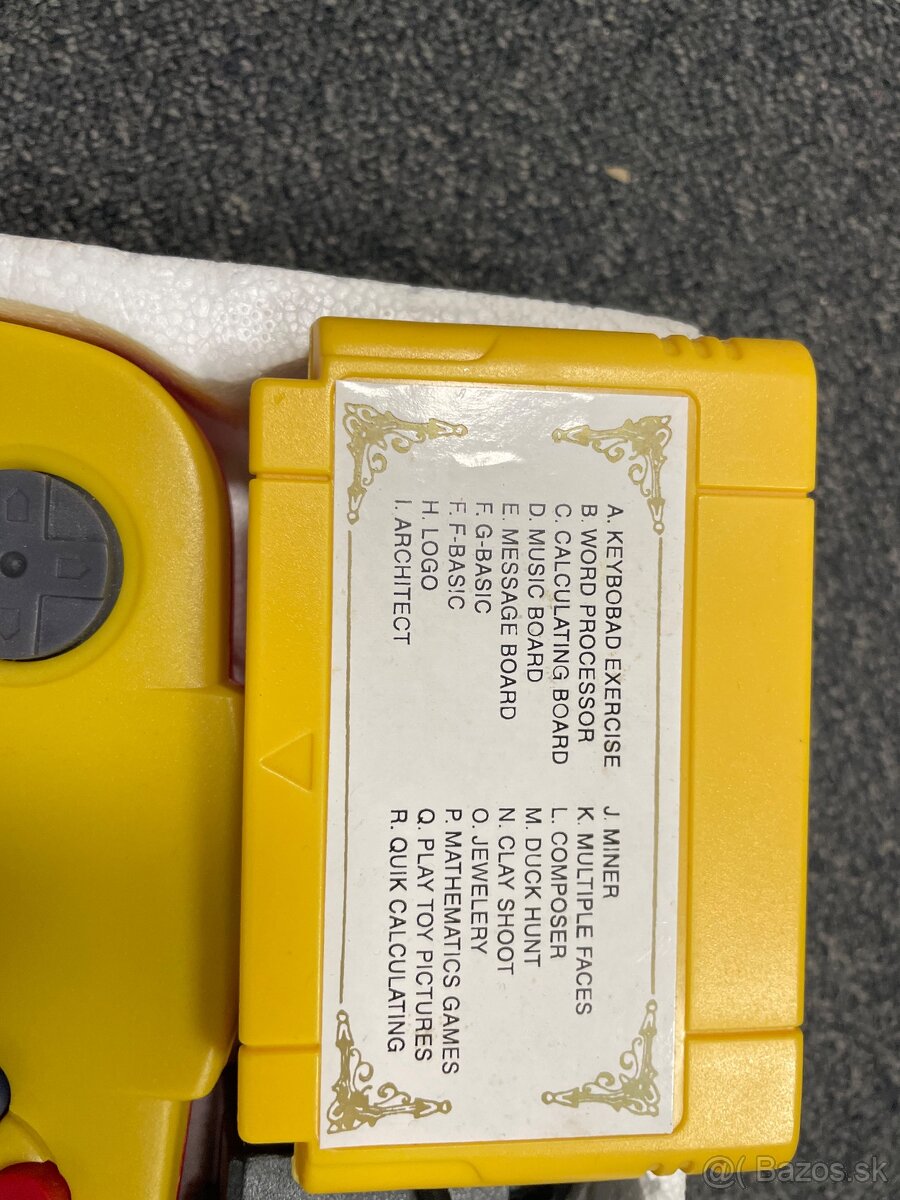 A. KEYBOBAD EXERCISE
B. WORD PROCESSOR
C. CALCULATING BOARD
D. MUSIC BOARD
E. MESSAGE BOARD
F. G-BASIC
F. F-BASIC
H. LOGO
I. ARCHITECT
J. MINER
K. MULTIPLE FACES
L. COMPOSER
M. DUCK HUNT
N. CLAY SHOOT
O. JEWELERY
P. MATHEMATICS GAMES
Q. PLAY TOY PICTURES
R. QUIK CALCULATING
@( Bazos.sk